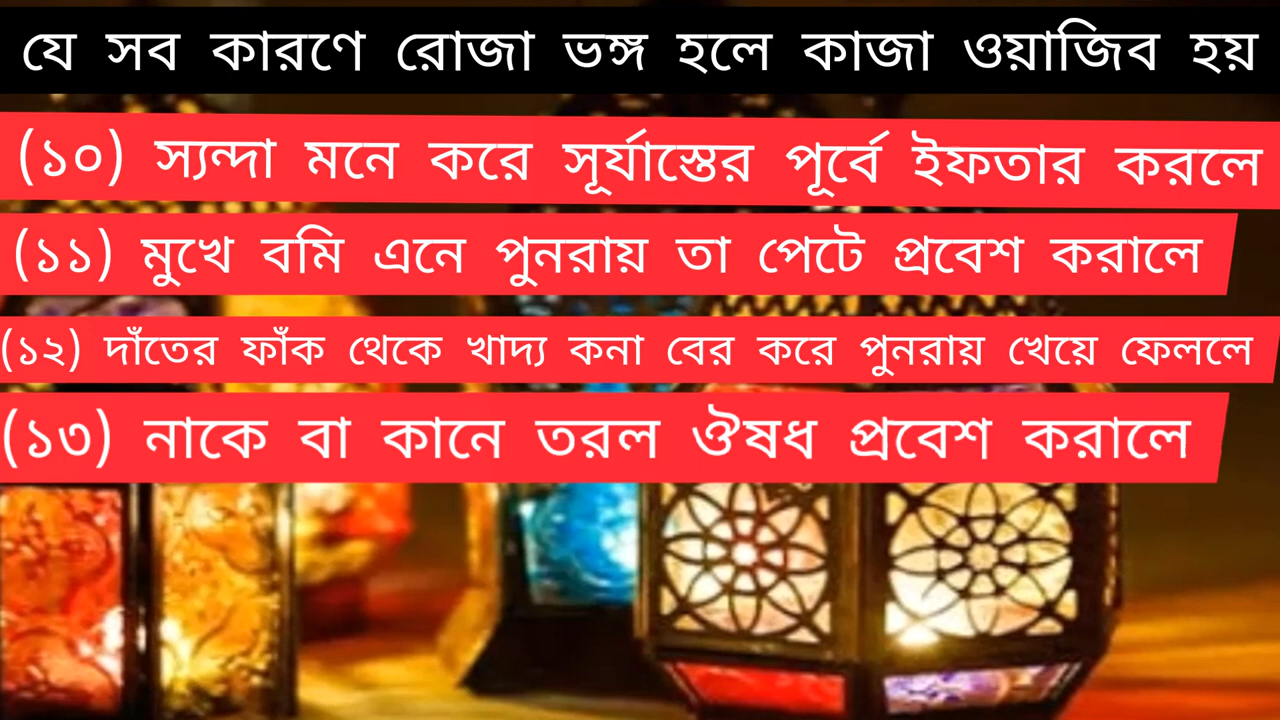 যে সব কারণে রোজা ভঙ্গ হলে কাজা ওয়াজিব হয়
(১০) স্যন্দা মনে করে সূর্যাস্তের পূর্বে ইফতার করলে
(১১) মুখে বমি এনে পুনরায় তা পেটে প্রবেশ করালে
(১২) দাঁতের ফাঁক থেকে খাদ্য কনা বের করে পুনরায় খেয়ে ফেললে
(১৩) নাকে বা কানে তরল ঔষধ প্রবেশ করালে